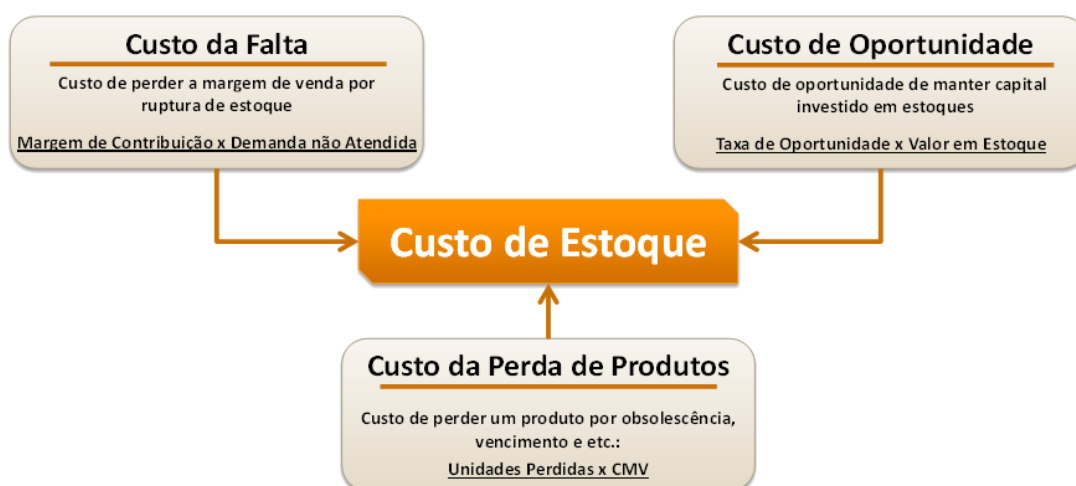 Custo da Falta
Custo de perder a margem de venda por
ruptura de estoque
Margem de Contribuição x Demanda não Atendida
Custo de Oportunidade
Custo de oportunidade de manter capital
investido em estoques
Taxa de Oportunidade x Valor em Estoque
Custo de Estoque
Custo da Perda de Produtos
Custo de perder um produto por obsolescência,
vencimento e etc.:
Unidades Perdidas x CMV